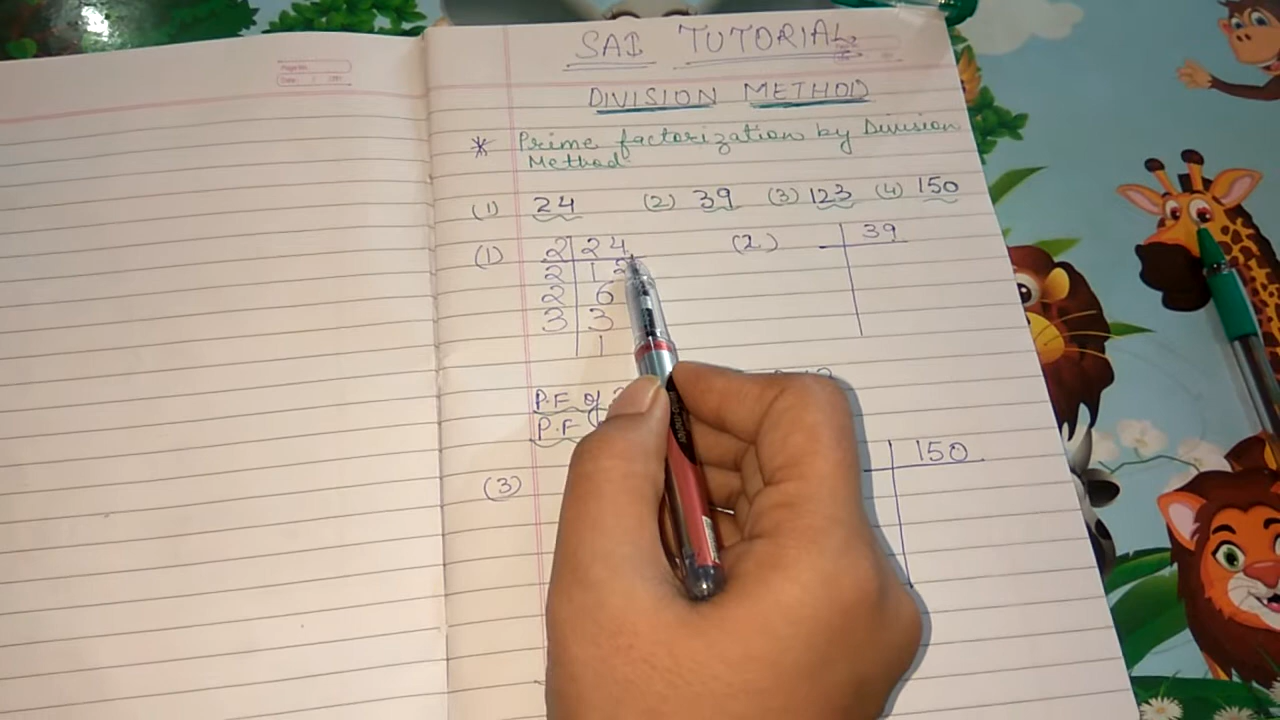 SAI TUTORIAL
DIVISION METHOD
* Prime factorization by Division
Method
(1) 24 (2) 39 (3) 123 (4) 150
(1) 2 24 (2) 39
2 12
2 6
3 3
1
P.F of
P.F
150
(3)